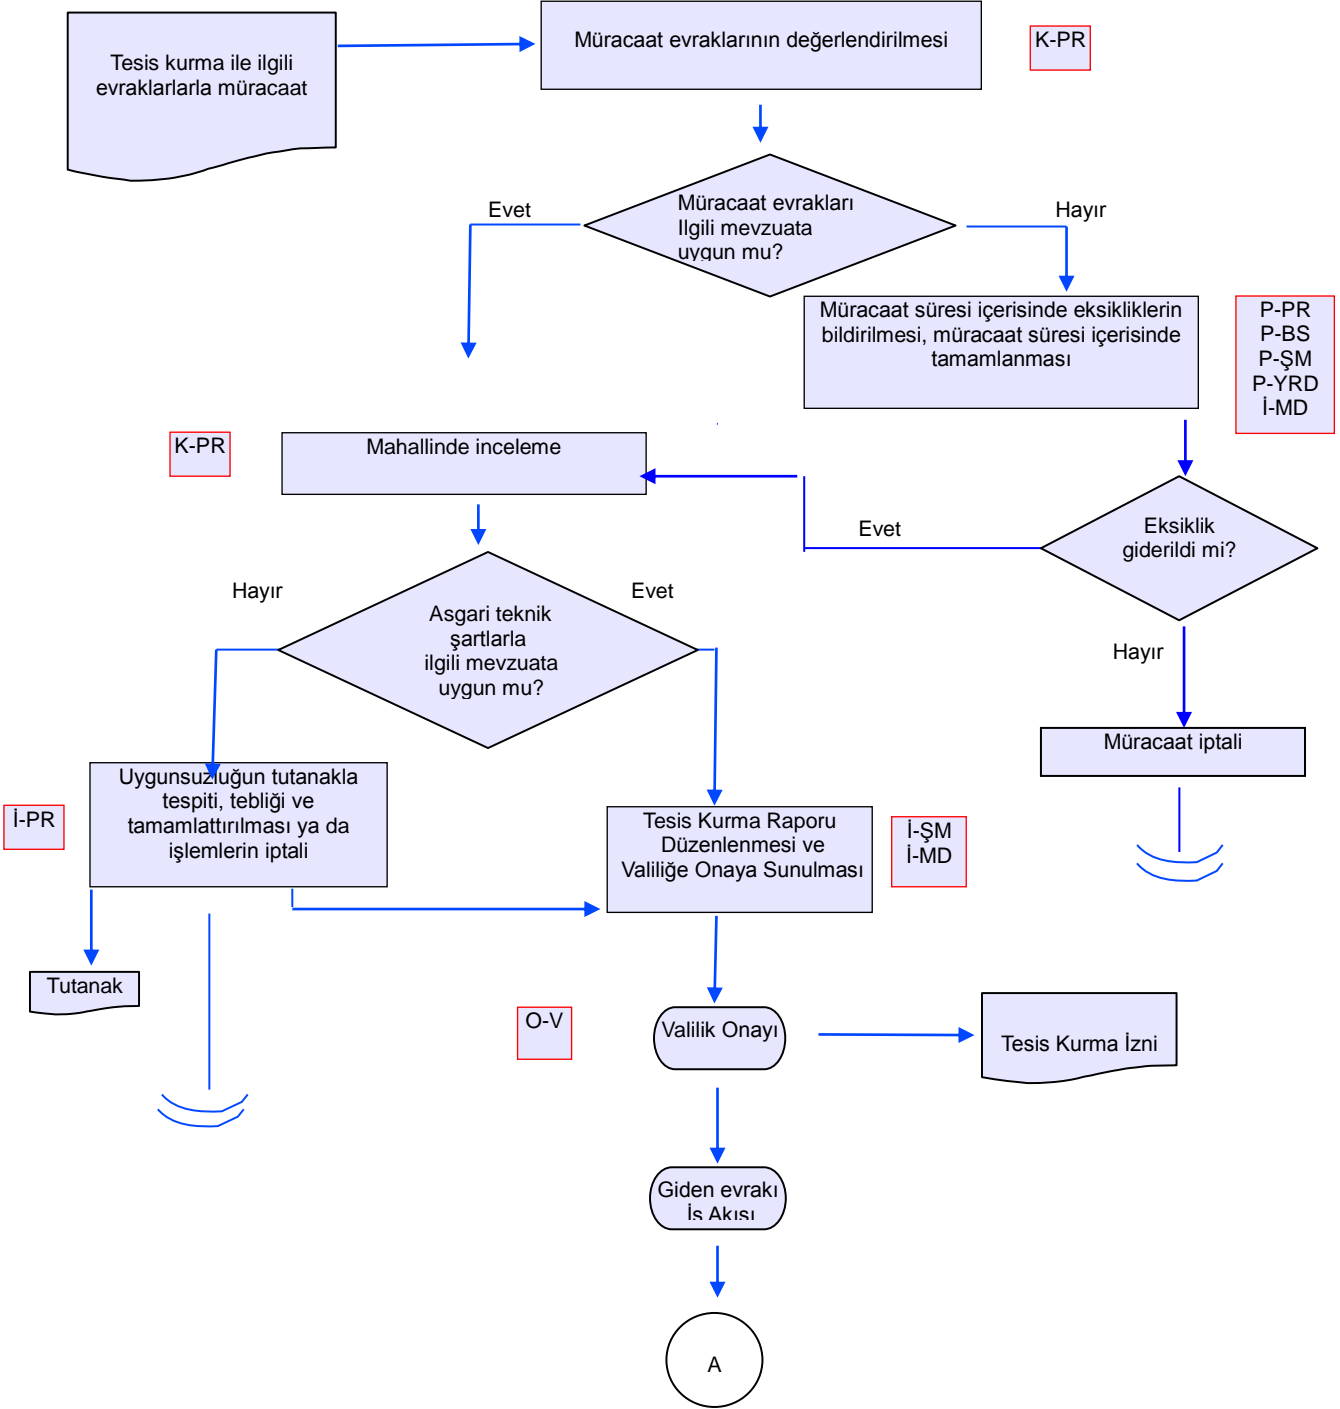 Tesis kurma ile ilgili
evraklarlarla müracaat
Müracaat evraklarının değerlendirilmesi
K-PR
Müracaat evrakları
Ilgili mevzuata
uygun mu?
Evet
Hayır
Müracaat süresi içerisinde eksikliklerin
bildirilmesi, müracaat süresi içerisinde
tamamlanması
P-PR
P-BS
P-ŞM
P-YRD
İ-MD
K-PR
Mahallinde inceleme
Evet
Eksiklik
giderildi mi?
Hayır
Evet
Asgari teknik
şartlarla
ilgili mevzuata
uygun mu?
Hayır
Müracaat iptali
İ-PR
Uygunsuzluğun tutanakla
tespiti, tebliği ve
tamamlattırılması ya da
işlemlerin iptali
Tesis Kurma Raporu
Düzenlenmesi ve
Valiliğe Onaya Sunulması
İ-ŞM
İ-MD
Tutanak
O-V
Valilik Onayı
Tesis Kurma İzni
Giden evrakı
İş Akışı
A